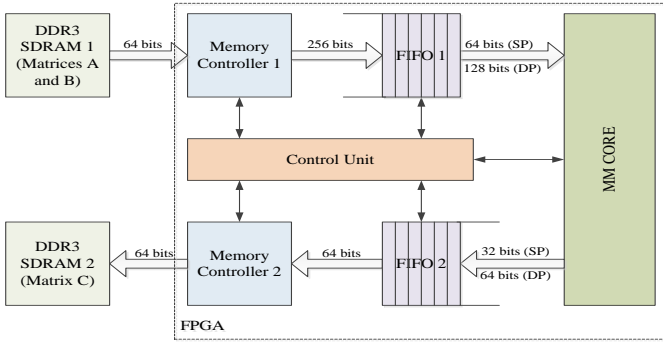 DDR3
SDRAM 1
(Matrices A
and B)
64 bits
Memory
Controller 1
256 bits
FIFO 1
64 bits (SP)
128 bits (DP)
MM CORE
Control Unit
DDR3
SDRAM 2
(Matrix C)
64 bits
Memory
Controller 2
64 bits
FIFO 2
32 bits (SP)
64 bits (DP)
FPGA